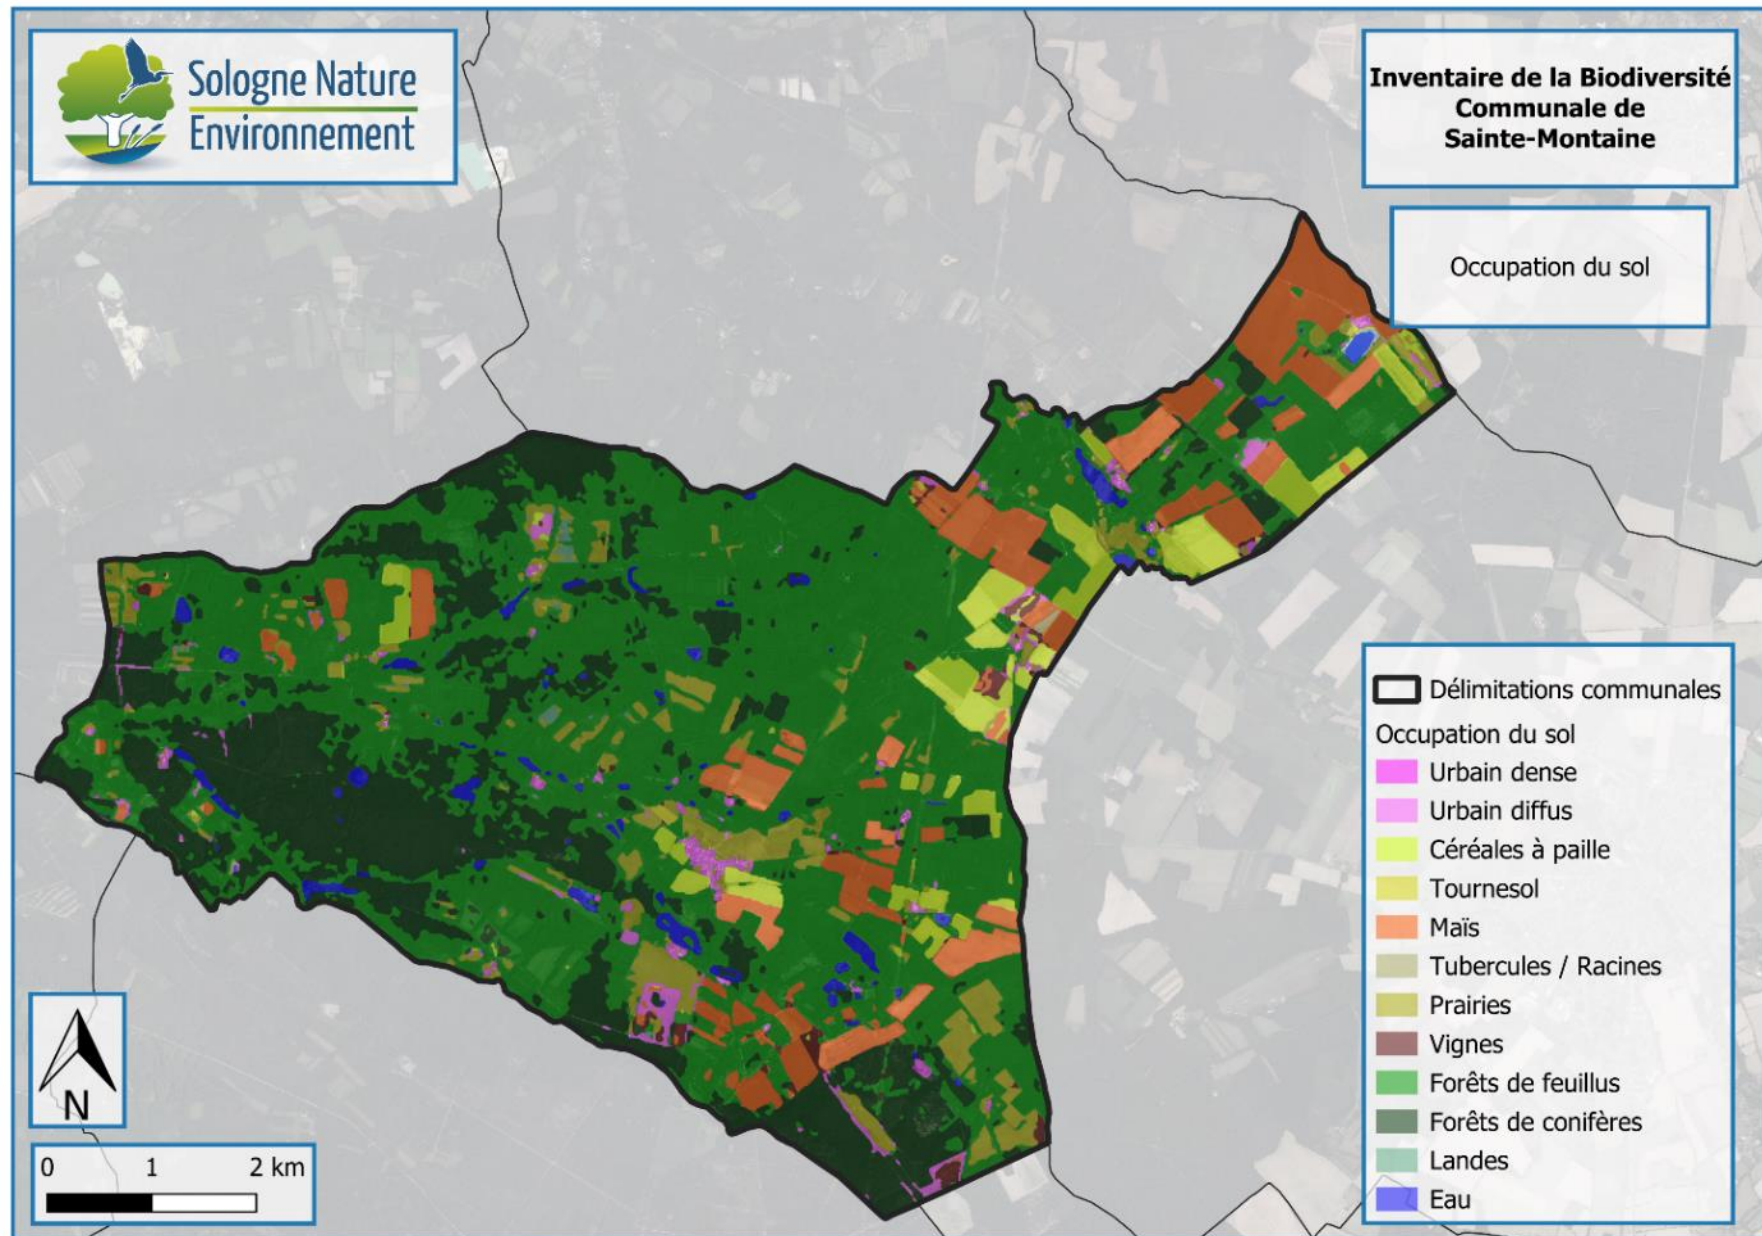 Sologne Nature
Environnement
Inventaire de la Biodiversité
Communale de
Sainte-Montaine
Occupation du sol
Délimitations communales
Occupation du sol
Urbain dense
Urbain diffus
Céréales à paille
Tournesol
Maïs
Tubercules / Racines
Prairies
Vignes
Forêts de feuillus
Forêts de conifères
Landes
Eau
N
0 1 2 km